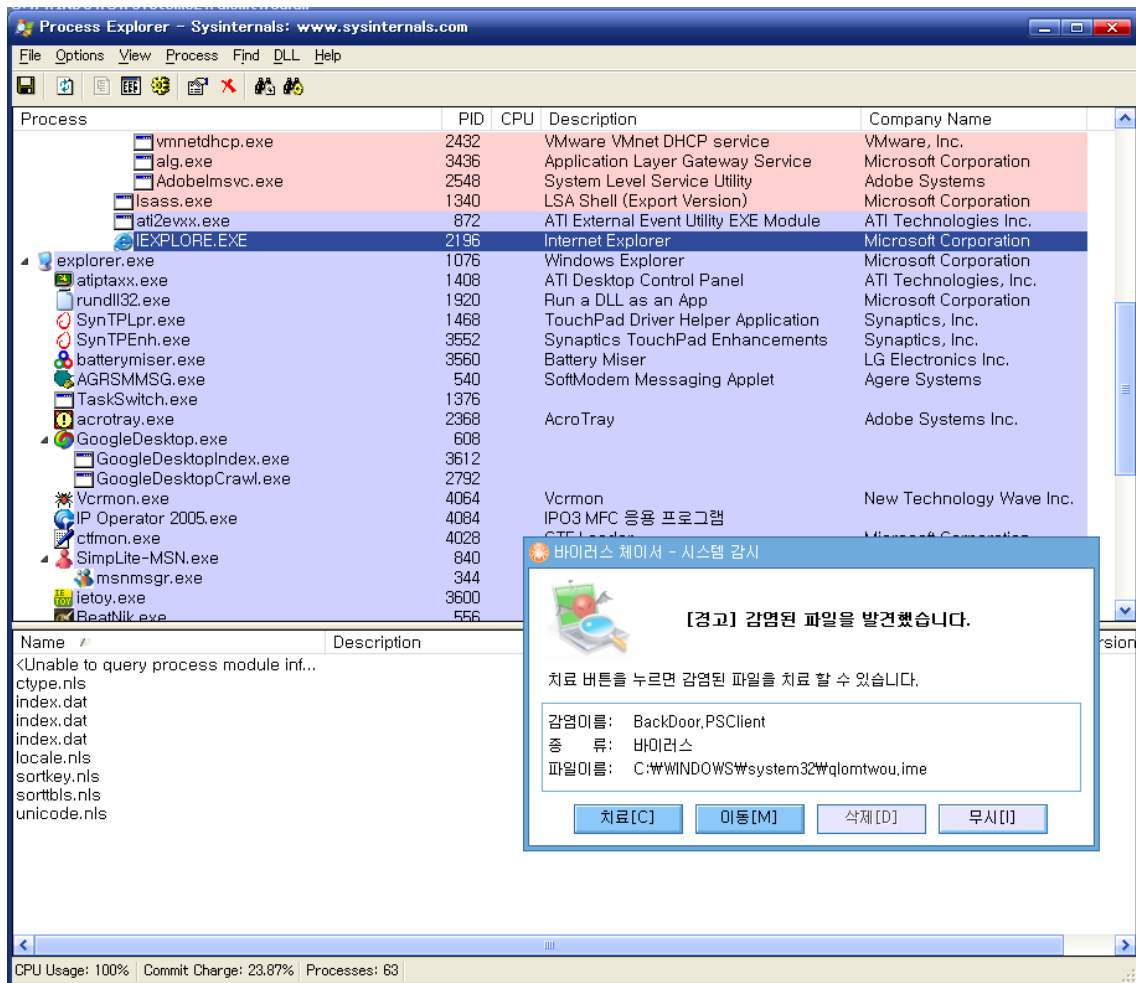 Process Explorer - Sysinternals: www.sysinternals.com
File Options View Process Find DLL Help
Process PID CPU Description Company Name
vmnetdhcp.exe 2432 VMware VMnet DHCP service VMware, Inc.
alg.exe 3436 Application Layer Gateway Service Microsoft Corporation
AdobeImsvc.exe 2548 System Level Service Utility Adobe Systems
lsass.exe 1340 LSA Shell (Export Version) Microsoft Corporation
ati2evxx.exe 872 ATI External Event Utility EXE Module ATI Technologies Inc.
IEXPLORE.EXE 2196 Internet Explorer Microsoft Corporation
explorer.exe 1076 Windows Explorer Microsoft Corporation
atiptaxx.exe 1408 ATI Desktop Control Panel ATI Technologies, Inc.
rundll32.exe 1920 Run a DLL as an App Microsoft Corporation
SynTPLpr.exe 1468 TouchPad Driver Helper Application Synaptics, Inc.
SynTPEnh.exe 3552 Synaptics TouchPad Enhancements Synaptics, Inc.
batterymiser.exe 3560 Battery Miser LG Electronics Inc.
AGRSMMSG.exe 540 SoftModem Messaging Applet Agere Systems
TaskSwitch.exe 1376
acrotray.exe 2368 AcroTray Adobe Systems Inc.
GoogleDesktop.exe 608
GoogleDesktopIndex.exe 3612
GoogleDesktopCrawl.exe 2792
Vcrmon.exe 4064 Vcrmon New Technology Wave Inc.
IP Operator 2005.exe 4084 IPO3 MFC 응용 프로그램
ctfmon.exe 4028 CTF Loader Microsoft Corporation
SimpLite-MSN.exe 840
msnmsgr.exe 344
ietoy.exe 3600
BeatNik.exe 556
바이러스 체이서 - 시스템 감시
[경고] 감염된 파일을 발견했습니다.
치료 버튼을 누르면 감염된 파일을 치료 할 수 있습니다.
감염이름: BackDoor.PSClient
종 류: 바이러스
파일이름: C:₩WINDOWS₩system32₩qlomtwou.ime
치료[C] 이동[M] 삭제[D] 무시[I]
Name Description rsion
<Unable to query process module inf...
ctype.nls
index.dat
index.dat
index.dat
locale.nls
sortkey.nls
sorttbls.nls
unicode.nls
CPU Usage: 100% Commit Charge: 23.87% Processes: 63